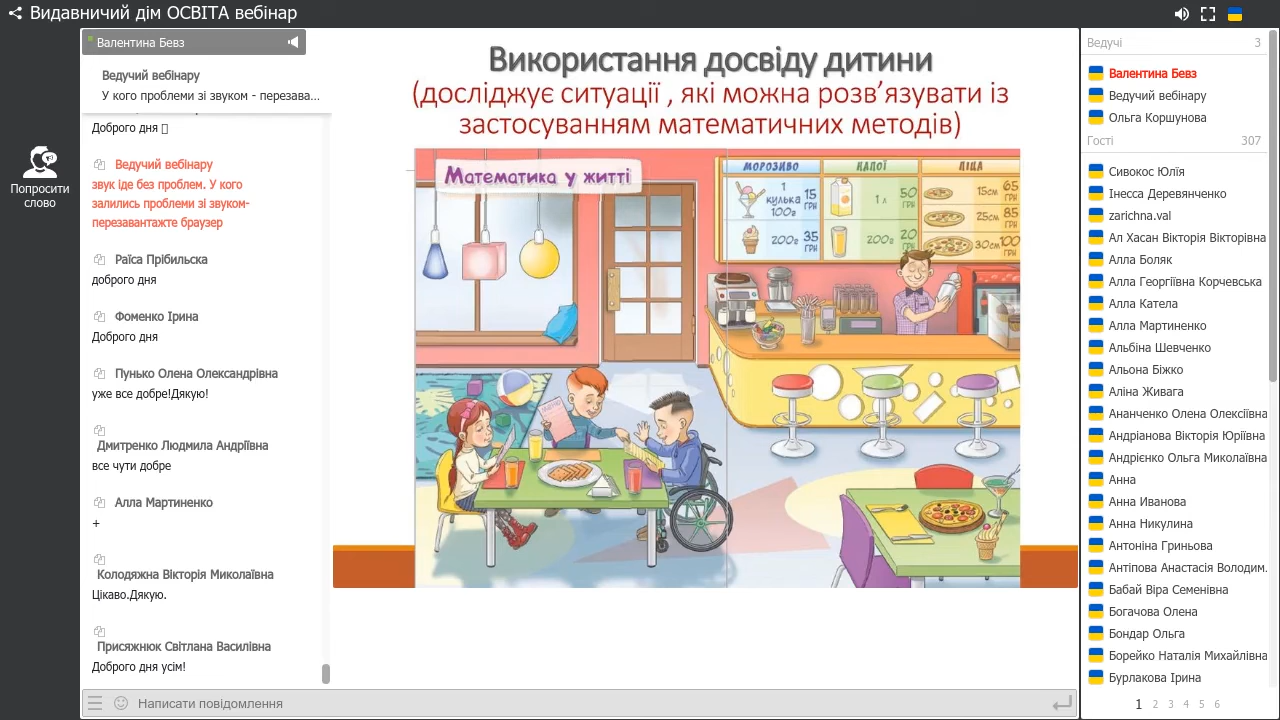 Видавничий дім ОСВІТА вебінар
Попросити
слово
Валентина Бевз
Ведучий вебінару
У кого проблеми зі звуком - перезава...
Доброго дня
Ведучий вебінару
звук іде без проблем. У кого
залились проблеми зі звуком-
перезавантажте браузер
Раїса Прібильска
доброго дня
Фоменко Ірина
Доброго дня
Пунько Олена Олександрівна
уже все добре!Дякую!
Дмитренко Людмила Андріївна
все чути добре
Алла Мартиненко
+
Колодяжна Вікторія Миколаївна
Цікаво.Дякую.
Присяжнюк Світлана Василівна
Доброго дня усім!
Написати повідомлення
Використання досвіду дитини
(досліджує ситуації , які можна розв’язувати із
застосуванням математичних методів)
Математика у житті
МОРОЗИВО
1
кулька
100г
15
ГРН
200г
35
ГРН
НАПОЇ
1 л
50
ГРН
200г
20
ГРН
ПІЦА
15см
65
ГРН
25см
85
ГРН
30см
100
ГРН
Ведучі 3
Валентина Бевз
Ведучий вебінару
Ольга Коршунова
Гості 307
Сивокос Юлїя
Інесса Деревянченко
zarichna.val
Ал Хасан Вікторія Вікторівна
Алла Боляк
Алла Георгіївна Корчевська
Алла Катела
Алла Мартиненко
Альбіна Шевченко
Альона Біжко
Аліна Живага
Ананченко Олена Олексіївна
Андріанова Вікторія Юріївна
Андрієнко Ольга Миколаївна
Анна
Анна Иванова
Анна Никулина
Антоніна Гриньова
Антіпова Анастасія Володим.
Бабай Віра Семенівна
Богачова Олена
Бондар Ольга
Борейко Наталія Михайлівна
Бурлакова Ірина
1 2 3 4 5 6